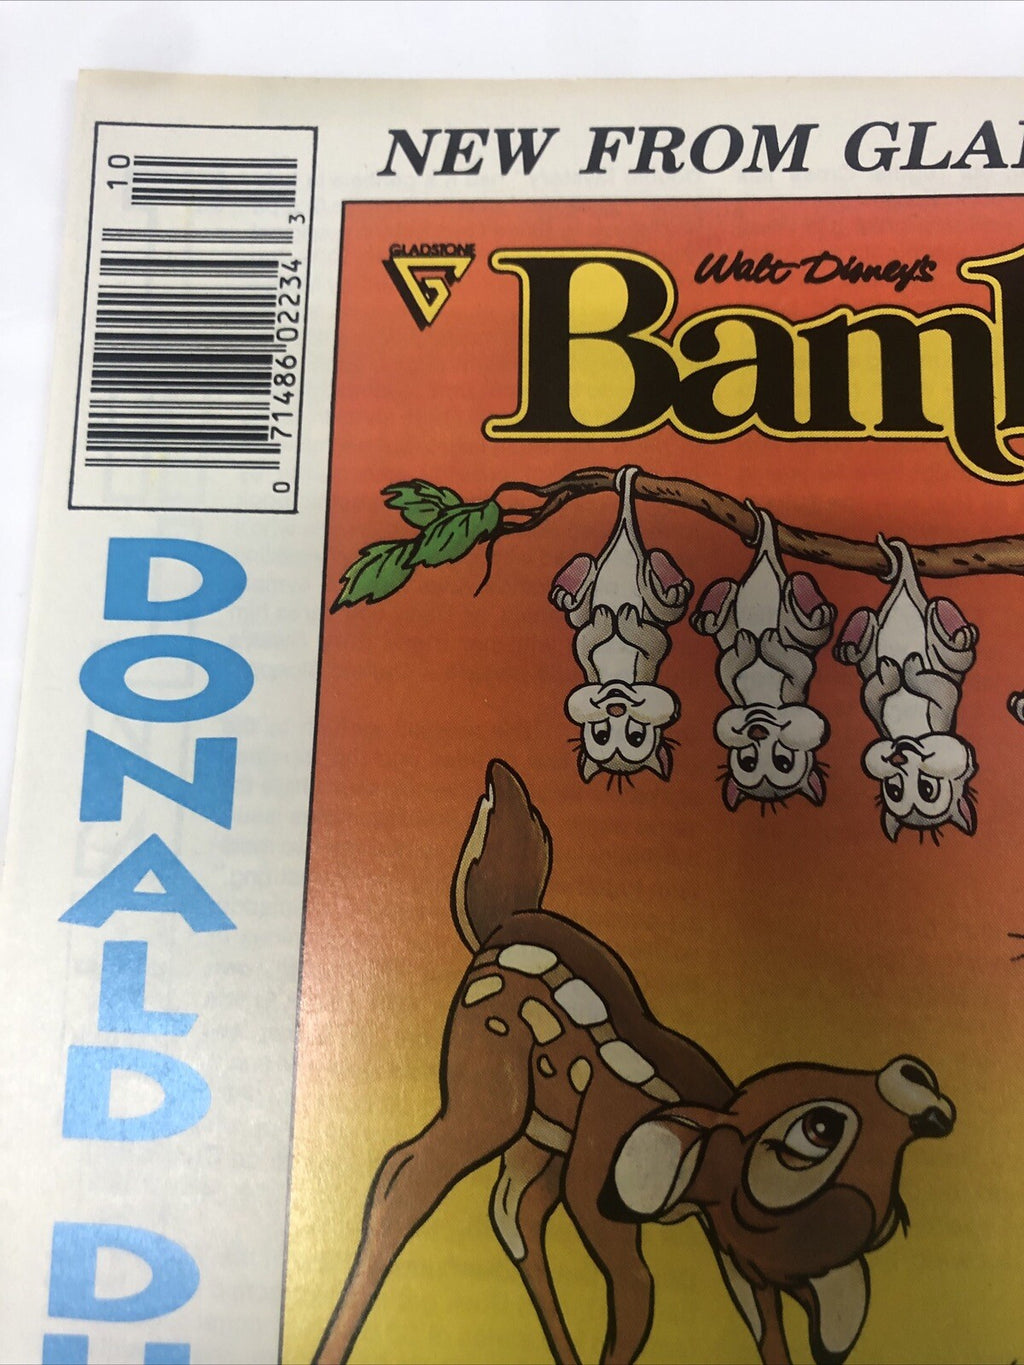 NEW FROM GLA
GLADSTONE
G
Walt Disney's
Bam
10
0 71486 02234 3
DONALD D